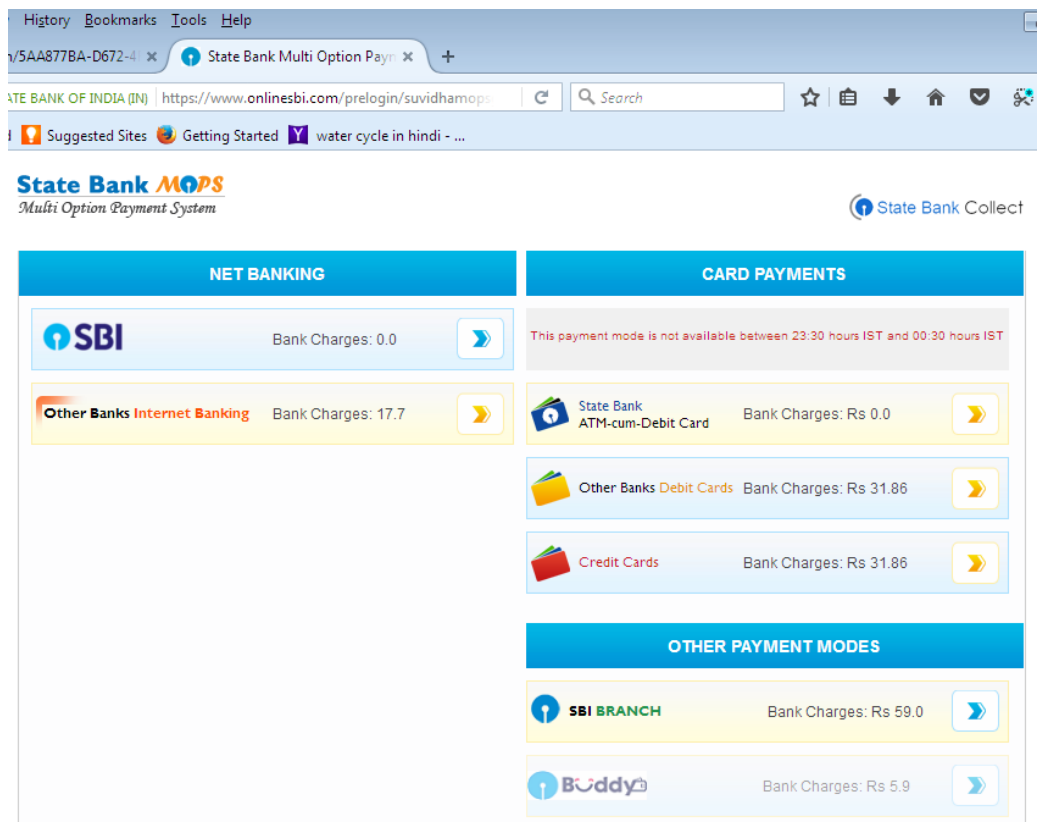 History Bookmarks Tools Help
n/5AA877BA-D672-4
State Bank Multi Option Payn
ATE BANK OF INDIA (IN) https://www.onlinesbi.com/prelogin/suvidhamops
Search
Suggested Sites Getting Started water cycle in hindi - ...
State Bank MOPS
Multi Option Payment System
State Bank Collect
NET BANKING
SBI Bank Charges: 0.0
Other Banks Internet Banking Bank Charges: 17.7
CARD PAYMENTS
This payment mode is not available between 23:30 hours IST and 00:30 hours IST
State Bank
ATM-cum-Debit Card Bank Charges: Rs 0.0
Other Banks Debit Cards Bank Charges: Rs 31.86
Credit Cards Bank Charges: Rs 31.86
OTHER PAYMENT MODES
SBI BRANCH Bank Charges: Rs 59.0
Buddy Bank Charges: Rs 5.9